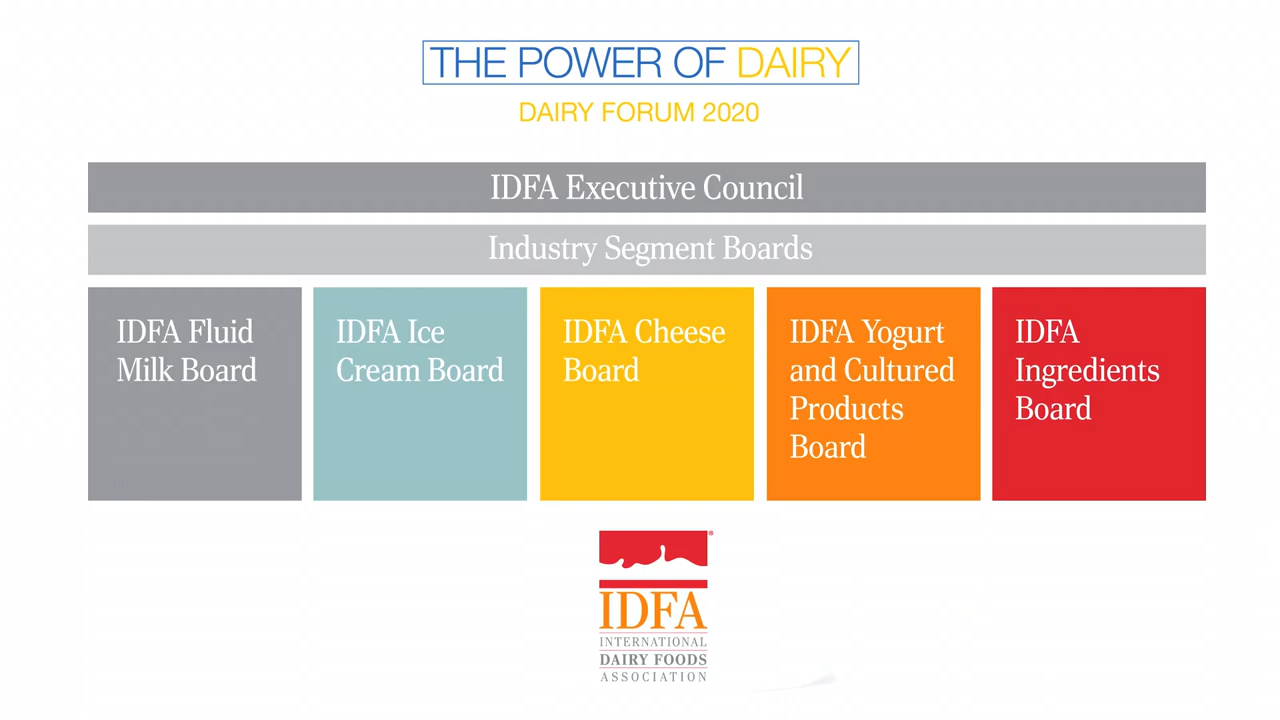 THE POWER OF DAIRY
DAIRY FORUM 2020
IDFA Executive Council
Industry Segment Boards
IDFA Fluid
Milk Board
IDFA Ice
Cream Board
IDFA Cheese
Board
IDFA Yogurt
and Cultured
Products
Board
IDFA
Ingredients
Board
®
IDFA
INTERNATIONAL
DAIRY FOODS
ASSOCIATION